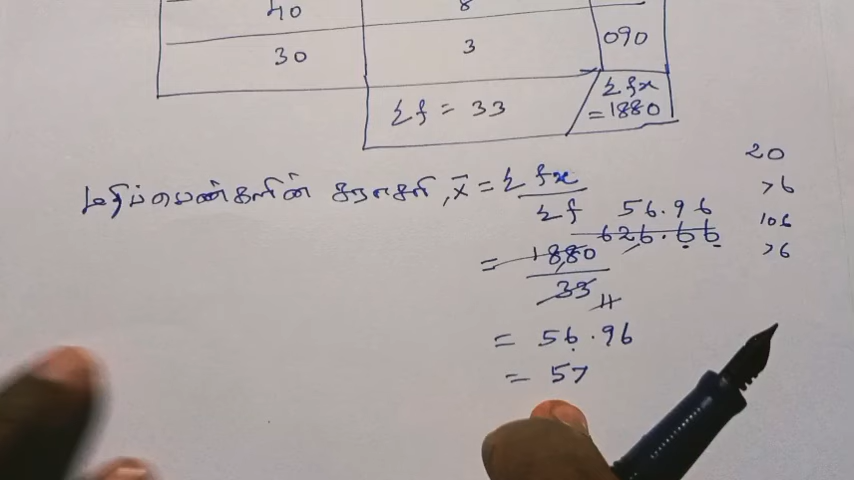 40 8
30 3 090
Σf = 33 Σfx
=1880
மதிப்பெண்களின் சராசரி, x̄ = Σfx
Σf 56.96
= 1880 626.66
33 11
= 56.96
= 57
20
76
106
76